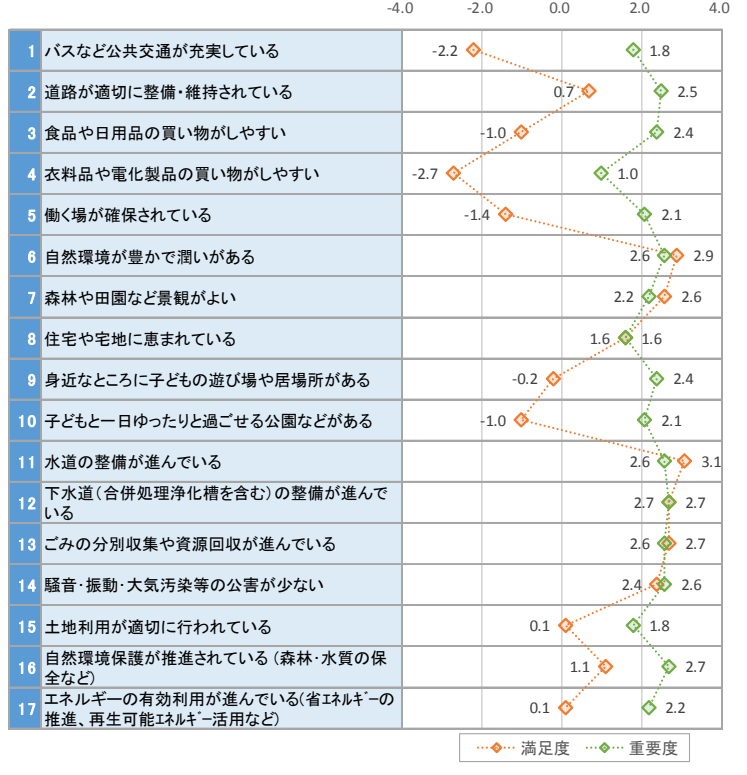 -4.0 -2.0 0.0 2.0 4.0
1 バスなど公共交通が充実している -2.2 1.8
2 道路が適切に整備・維持されている 0.7 2.5
3 食品や日用品の買い物がしやすい -1.0 2.4
4 衣料品や電化製品の買い物がしやすい -2.7 1.0
5 働く場が確保されている -1.4 2.1
6 自然環境が豊かで潤いがある 2.6 2.9
7 森林や田園など景観がよい 2.2 2.6
8 住宅や宅地に恵まれている 1.6 1.6
9 身近なところに子どもの遊び場や居場所がある -0.2 2.4
10 子どもと一日ゆったりと過ごせる公園などがある -1.0 2.1
11 水道の整備が進んでいる 2.6 3.1
12 下水道(合併処理浄化槽を含む)の整備が進んで
いる 2.7 2.7
13 ごみの分別収集や資源回収が進んでいる 2.6 2.7
14 騒音・振動・大気汚染等の公害が少ない 2.4 2.6
15 土地利用が適切に行われている 0.1 1.8
16 自然環境保護が推進されている(森林・水質の保
全など) 1.1 2.7
17 エネルギーの有効利用が進んでいる(省エネルギーの
推進、再生可能エネルギー活用など) 0.1 2.2
満足度 重要度